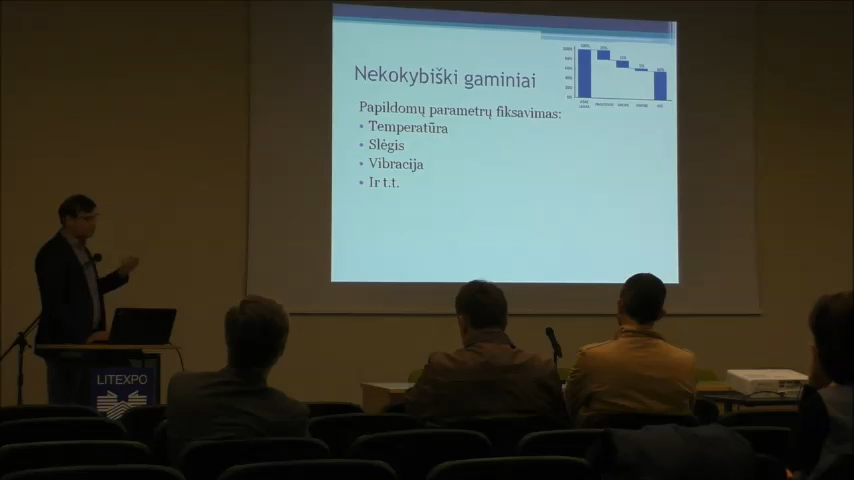 Nekokybiški gaminiai
Papildomų parametrų fiksavimas:
• Temperatūra
• Slėgis
• Vibracija
• Ir t.t.
LITEXPO